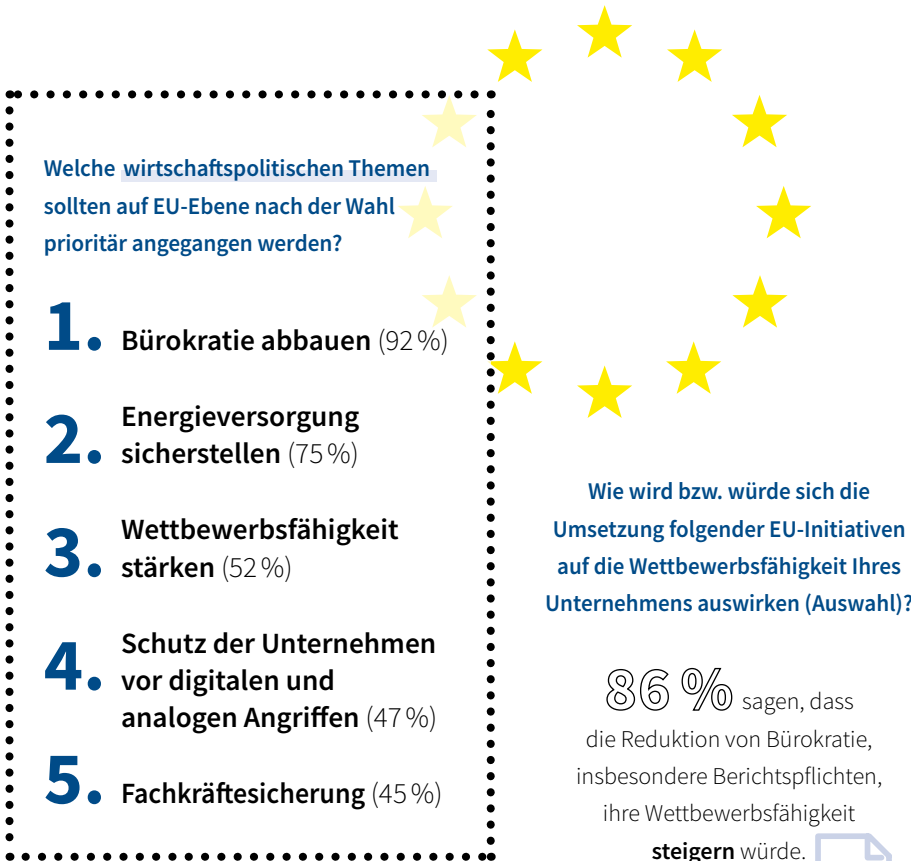 Welche wirtschaftspolitischen Themen
sollten auf EU-Ebene nach der Wahl
prioritär angegangen werden?
1. Bürokratie abbauen (92 %)
2. Energieversorgung
sicherstellen (75 %)
3. Wettbewerbsfähigkeit
stärken (52 %)
4. Schutz der Unternehmen
vor digitalen und
analogen Angriffen (47 %)
5. Fachkräftesicherung (45 %)
Wie wird bzw. würde sich die
Umsetzung folgender EU-Initiativen
auf die Wettbewerbsfähigkeit Ihres
Unternehmens auswirken (Auswahl)?
86 % sagen, dass
die Reduktion von Bürokratie,
insbesondere Berichtspflichten,
ihre Wettbewerbsfähigkeit
steigern würde.